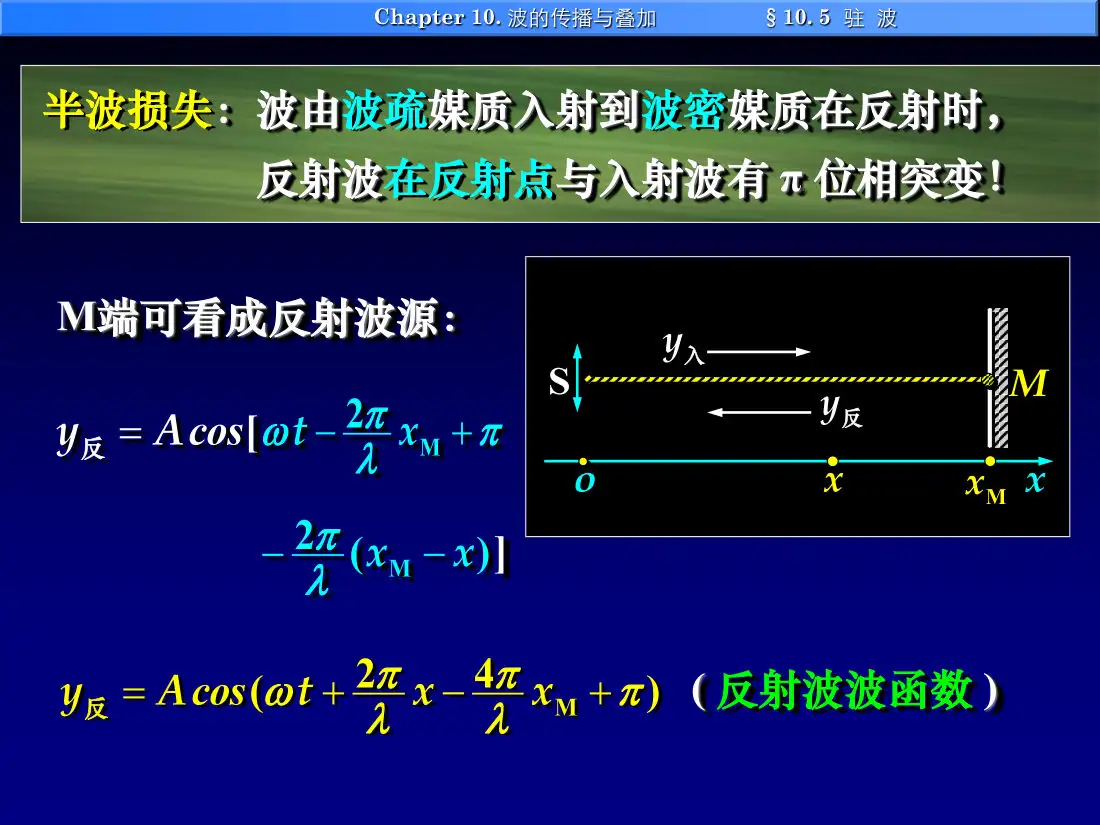 Chapter 10. 波的传播与叠加 § 10. 5 驻 波
半波损失：波由波疏媒质入射到波密媒质在反射时，
反射波在反射点与入射波有 π 位相突变！
M端可看成反射波源：
y反 = A cos[ωt − 2π/λ x_M + π
− 2π/λ (x_M − x)]
y入
S
M
y反
o x x_M x
y反 = A cos(ωt + 2π/λ x − 4π/λ x_M + π) (反射波波函数)